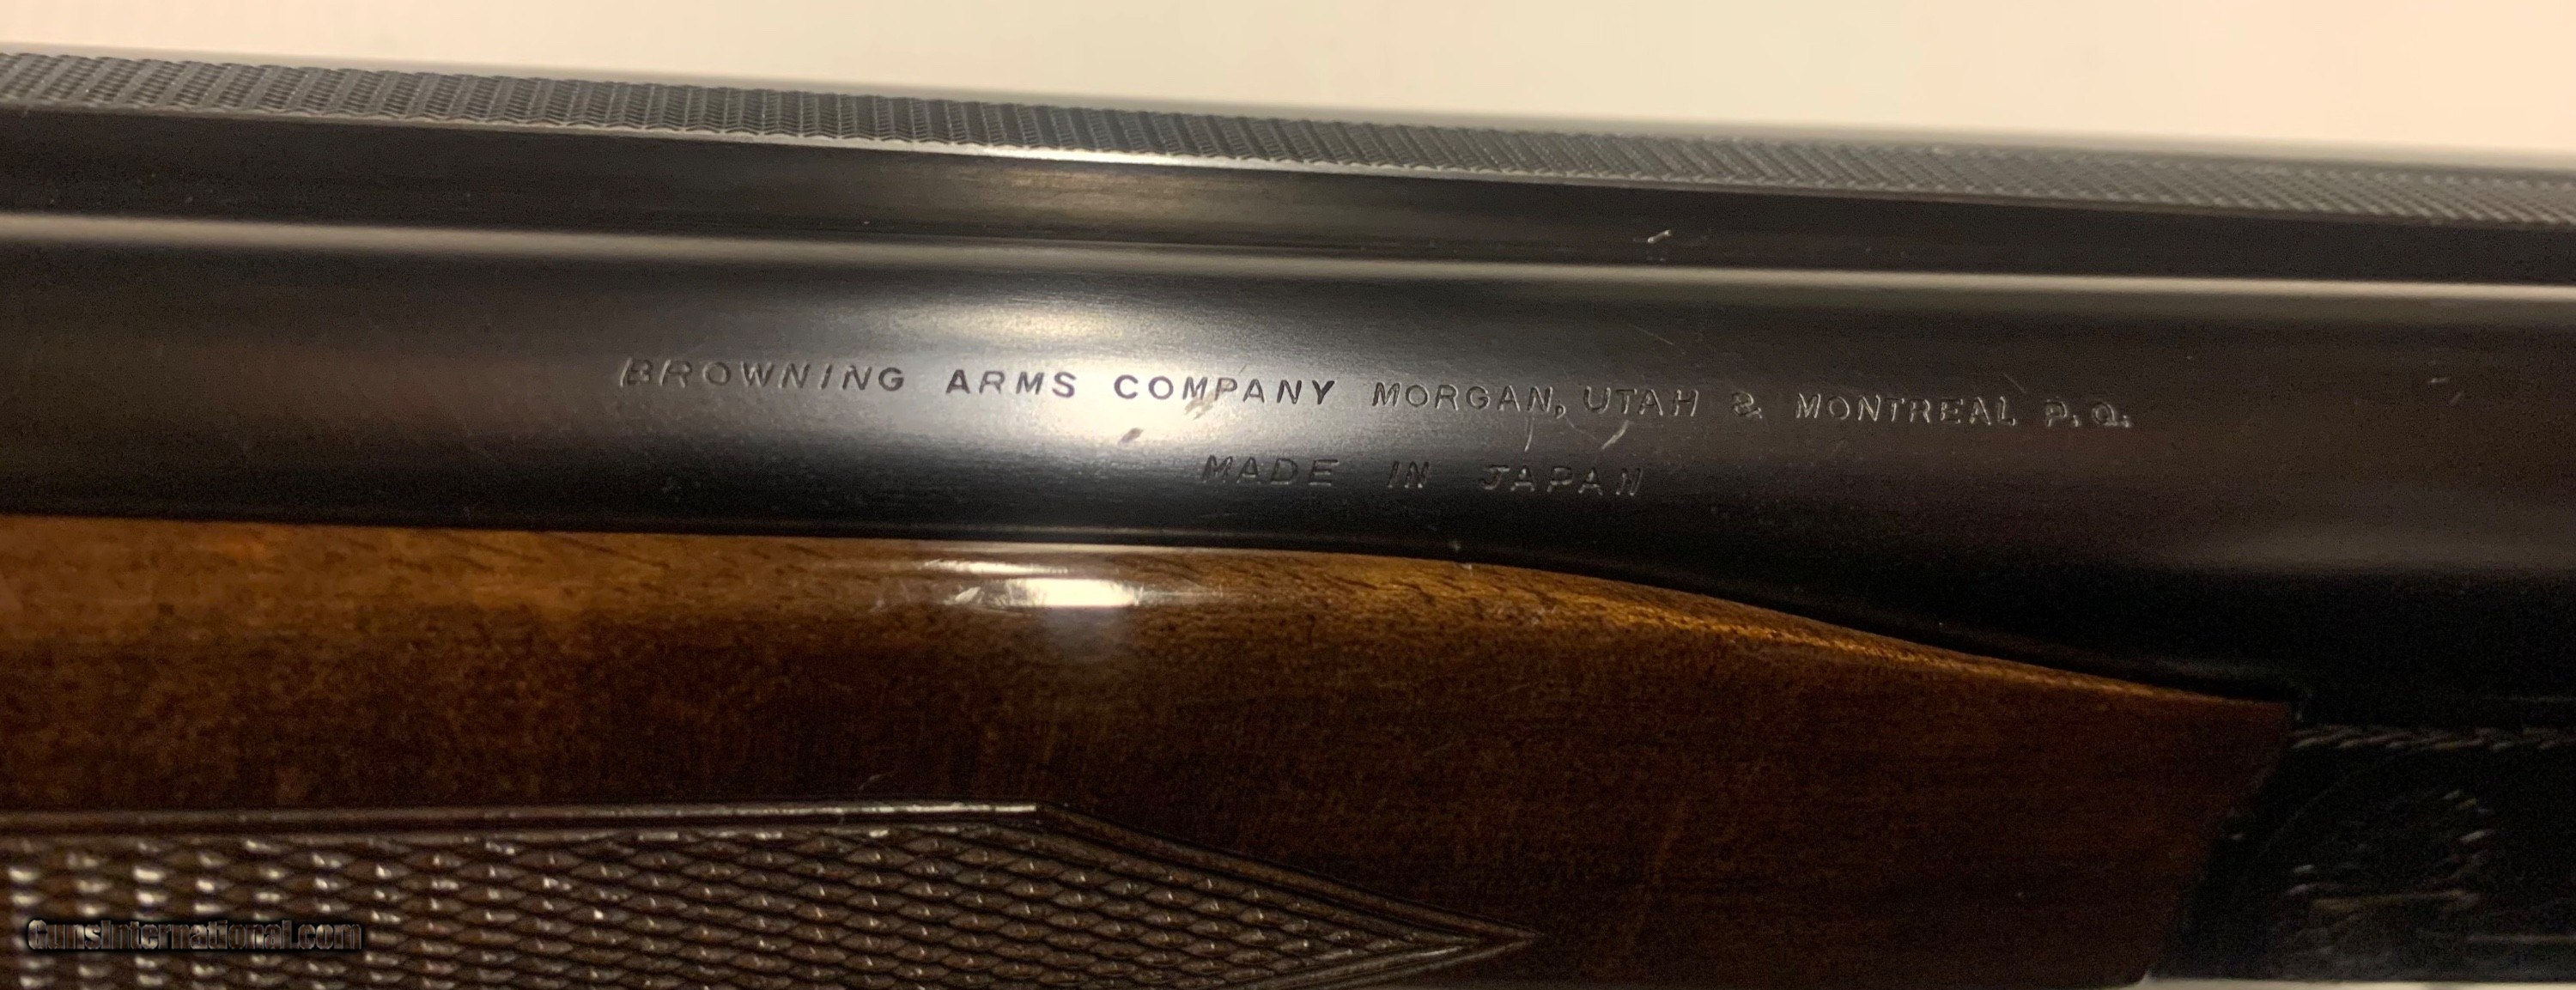 BROWNING ARMS COMPANY MORGAN, UTAH & MONTREAL P.Q.
MADE IN JAPAN
GunsInternational.com